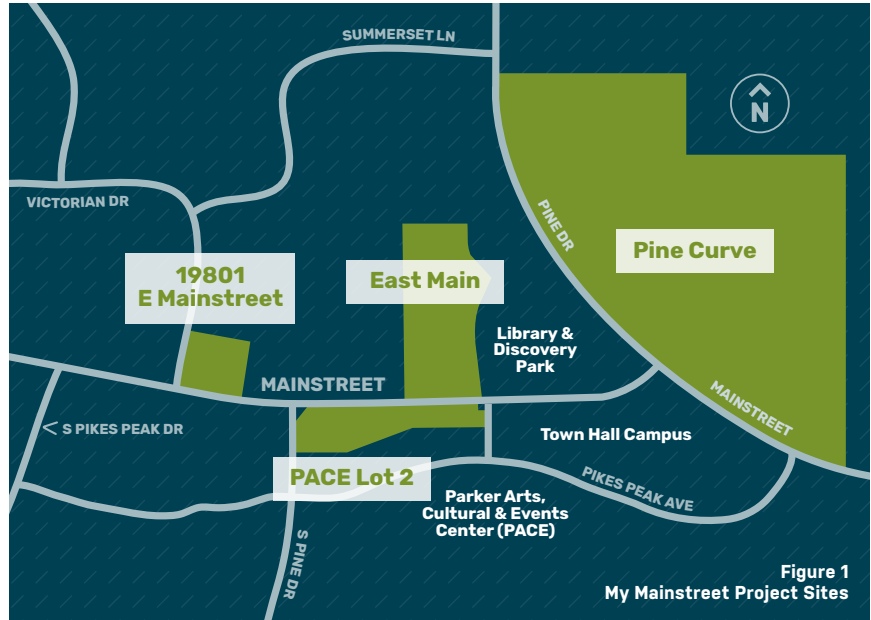 SUMMERSET LN
N
VICTORIAN DR
PINE DR
Pine Curve
19801
E Mainstreet
East Main
Library &
Discovery
Park
MAINSTREET
MAINSTREET
< S PIKES PEAK DR
Town Hall Campus
PACE Lot 2
PIKES PEAK AVE
Parker Arts,
Cultural & Events
Center (PACE)
S PINE DR
Figure 1
My Mainstreet Project Sites